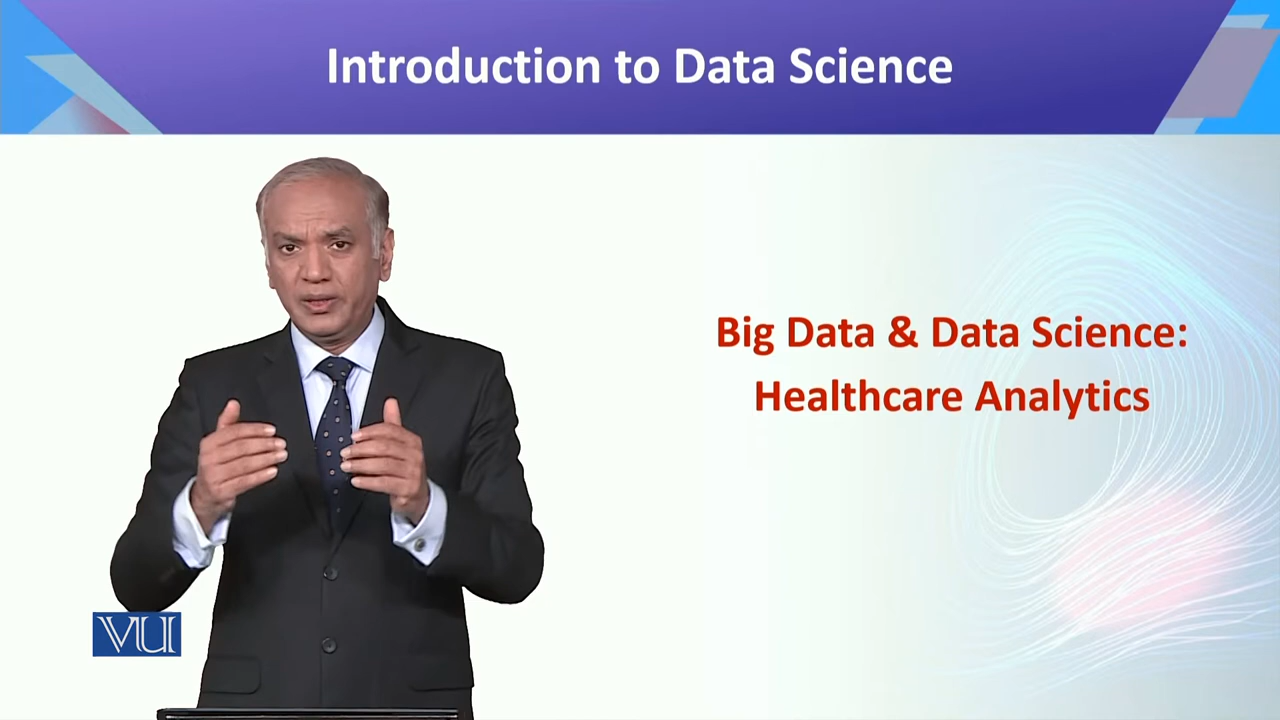 Introduction to Data Science
Big Data & Data Science:
Healthcare Analytics
VU